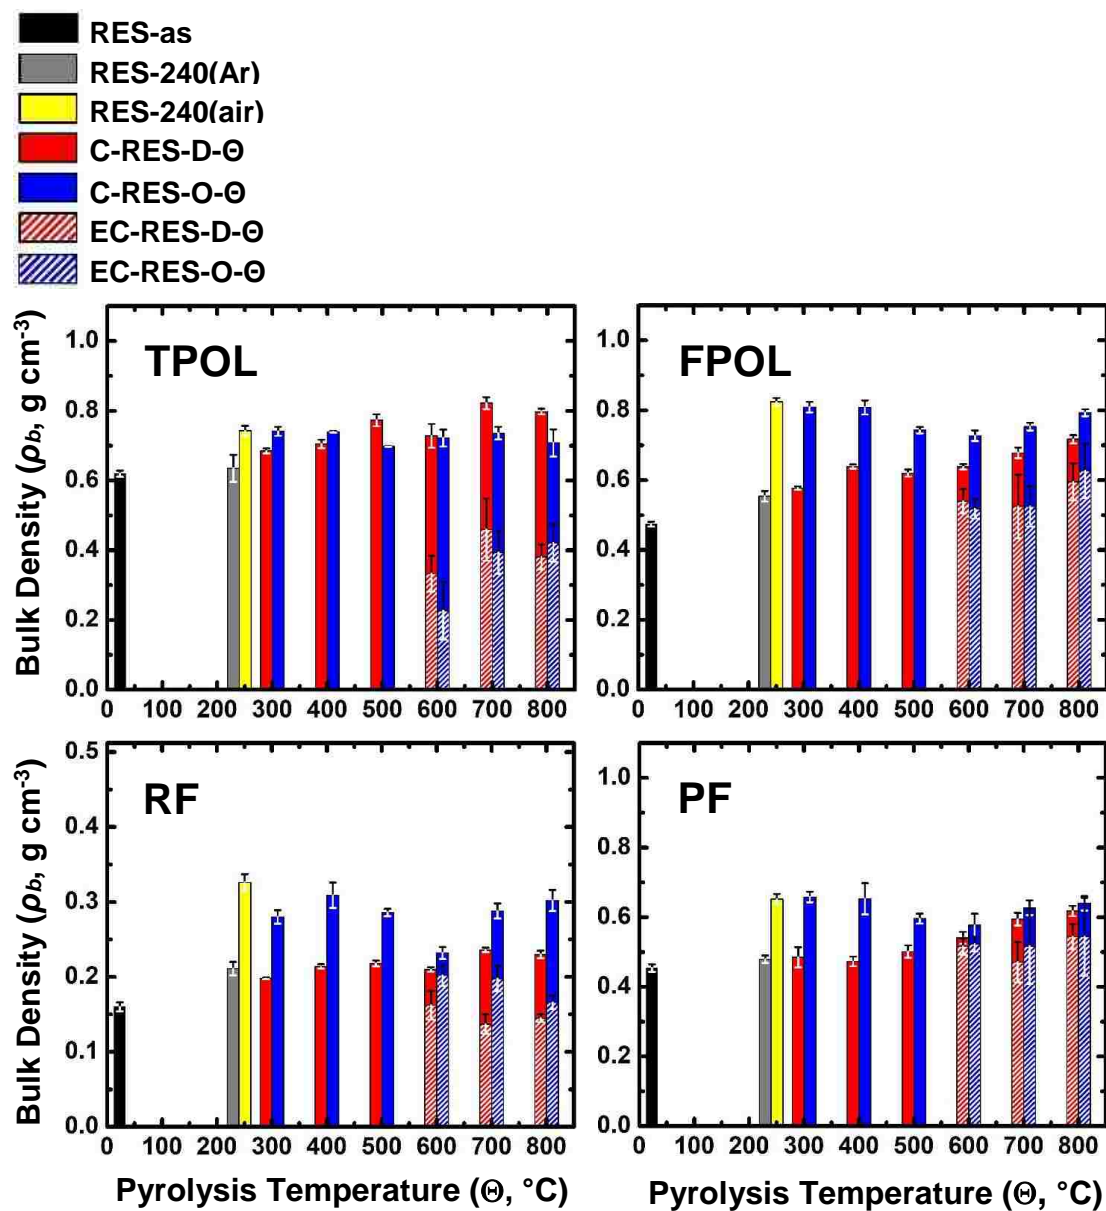 RES-as
RES-240(Ar)
RES-240(air)
C-RES-D-Θ
C-RES-O-Θ
EC-RES-D-Θ
EC-RES-O-Θ
Bulk Density (ρb, g cm-3)
1.0
0.8
0.6
0.4
0.2
0.0
TPOL
0 100 200 300 400 500 600 700 800
1.0
0.8
0.6
0.4
0.2
0.0
FPOL
0 100 200 300 400 500 600 700 800
Bulk Density (ρb, g cm-3)
0.5
0.4
0.3
0.2
0.1
0.0
RF
0 100 200 300 400 500 600 700 800
Pyrolysis Temperature (Θ, °C)
1.0
0.8
0.6
0.4
0.2
0.0
PF
0 100 200 300 400 500 600 700 800
Pyrolysis Temperature (Θ, °C)